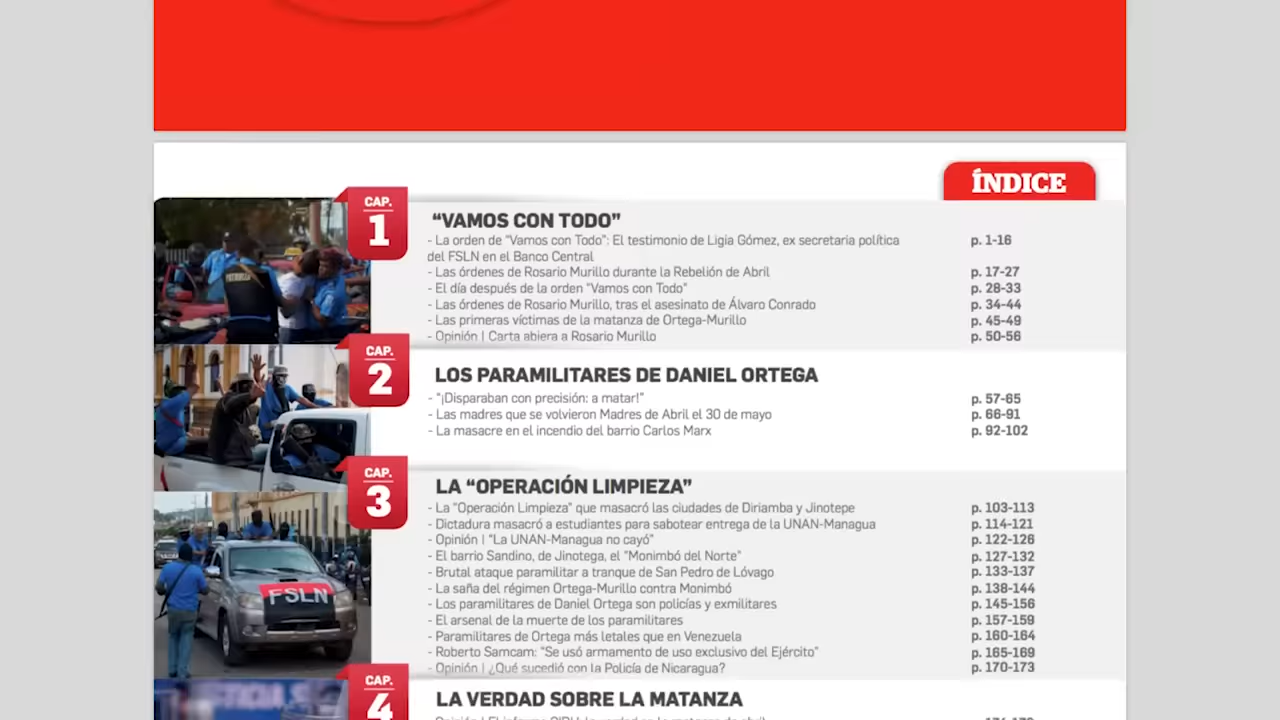 ÍNDICE
CAP.
1
“VAMOS CON TODO”
- La orden de "Vamos con Todo": El testimonio de Ligia Gómez, ex secretaria política p. 1-16
del FSLN en el Banco Central
- Las órdenes de Rosario Murillo durante la Rebelión de Abril p. 17-27
- El día después de la orden "Vamos con Todo" p. 28-33
- Las órdenes de Rosario Murillo, tras el asesinato de Álvaro Conrado p. 34-44
- Las primeras víctimas de la matanza de Ortega-Murillo p. 45-49
- Opinión | Carta abiera a Rosario Murillo p. 50-56
CAP.
2
LOS PARAMILITARES DE DANIEL ORTEGA
- "¡Disparaban con precisión: a matar!" p. 57-65
- Las madres que se volvieron Madres de Abril el 30 de mayo p. 66-91
- La masacre en el incendio del barrio Carlos Marx p. 92-102
CAP.
3
LA “OPERACIÓN LIMPIEZA”
- La "Operación Limpieza" que masacró las ciudades de Diriamba y Jinotepe p. 103-113
- Dictadura masacró a estudiantes para sabotear entrega de la UNAN-Managua p. 114-121
- Opinión | "La UNAN-Managua no cayó" p. 122-126
- El barrio Sandino, de Jinotega, el "Monimbó del Norte" p. 127-132
- Brutal ataque paramilitar a tranque de San Pedro de Lóvago p. 133-137
- La saña del régimen Ortega-Murillo contra Monimbó p. 138-144
- Los paramilitares de Daniel Ortega son policías y exmilitares p. 145-156
- El arsenal de la muerte de los paramilitares p. 157-159
- Paramilitares de Ortega más letales que en Venezuela p. 160-164
- Roberto Samcam: "Se usó armamento de uso exclusivo del Ejército" p. 165-169
- Opinión | ¿Qué sucedió con la Policía de Nicaragua? p. 170-173
FSLN
CAP.
4
LA VERDAD SOBRE LA MATANZA